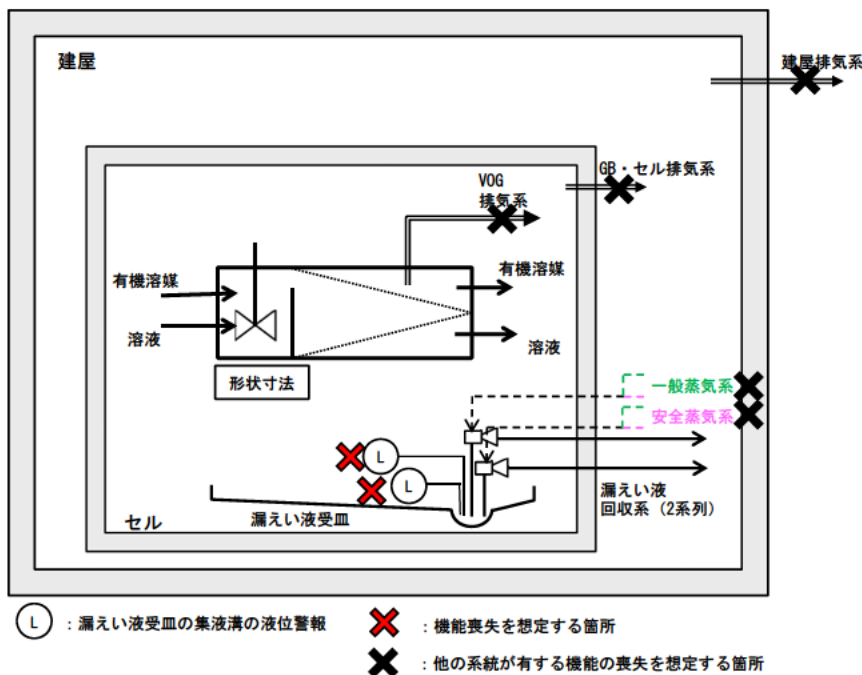 建屋
建屋排気系
GB・セル排気系
VOG
排気系
有機溶媒
溶液
有機溶媒
溶液
形状寸法
一般蒸気系
安全蒸気系
L
L
漏えい液
回収系（2系列）
漏えい液受皿
セル
L ：漏えい液受皿の集液溝の液位警報
：機能喪失を想定する箇所
：他の系統が有する機能の喪失を想定する箇所